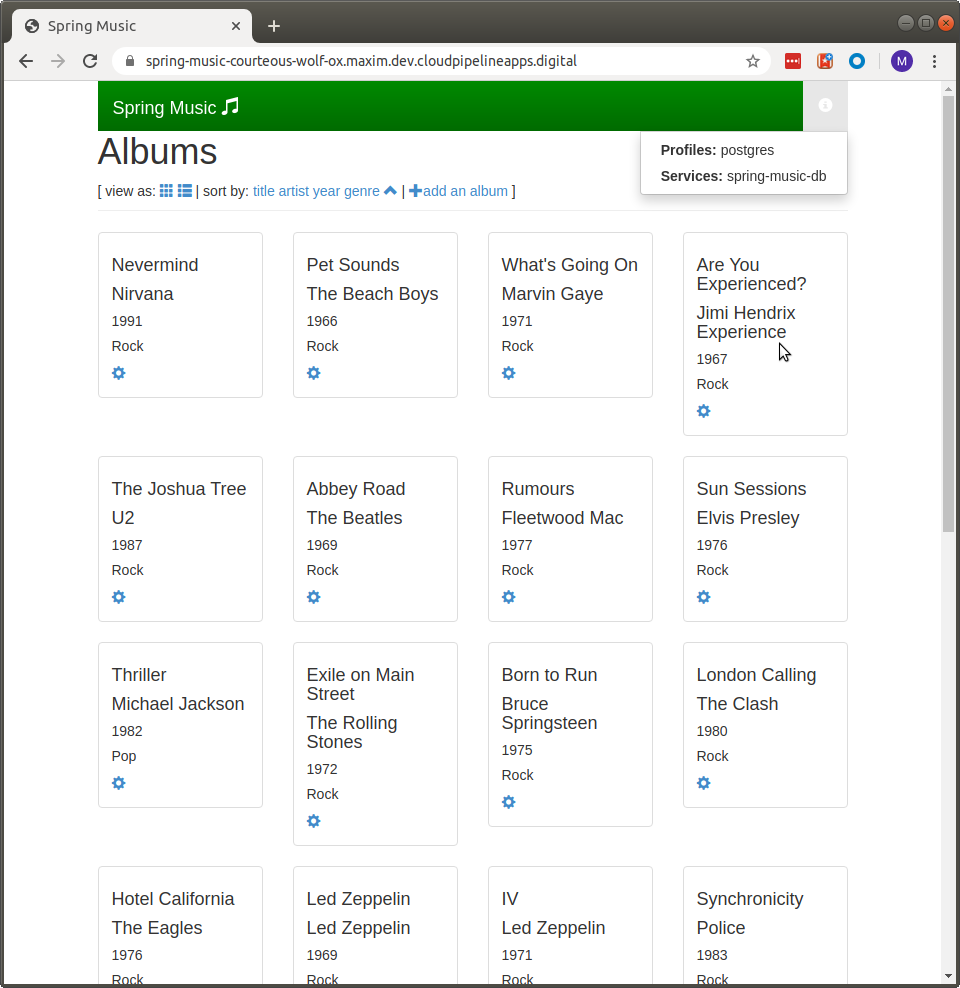 Spring Music
spring-music-courteous-wolf-ox.maxim.dev.cloudpipelineapps.digital
M
Spring Music
Profiles: postgres
Services: spring-music-db
Albums
[ view as: | sort by: title artist year genre | add an album ]
Nevermind
Nirvana
1991
Rock
Pet Sounds
The Beach Boys
1966
Rock
What's Going On
Marvin Gaye
1971
Rock
Are You
Experienced?
Jimi Hendrix
Experience
1967
Rock
The Joshua Tree
U2
1987
Rock
Abbey Road
The Beatles
1969
Rock
Rumours
Fleetwood Mac
1977
Rock
Sun Sessions
Elvis Presley
1976
Rock
Thriller
Michael Jackson
1982
Pop
Exile on Main
Street
The Rolling
Stones
1972
Rock
Born to Run
Bruce
Springsteen
1975
Rock
London Calling
The Clash
1980
Rock
Hotel California
The Eagles
1976
Rock
Led Zeppelin
Led Zeppelin
1969
Rock
IV
Led Zeppelin
1971
Rock
Synchronicity
Police
1983
Rock